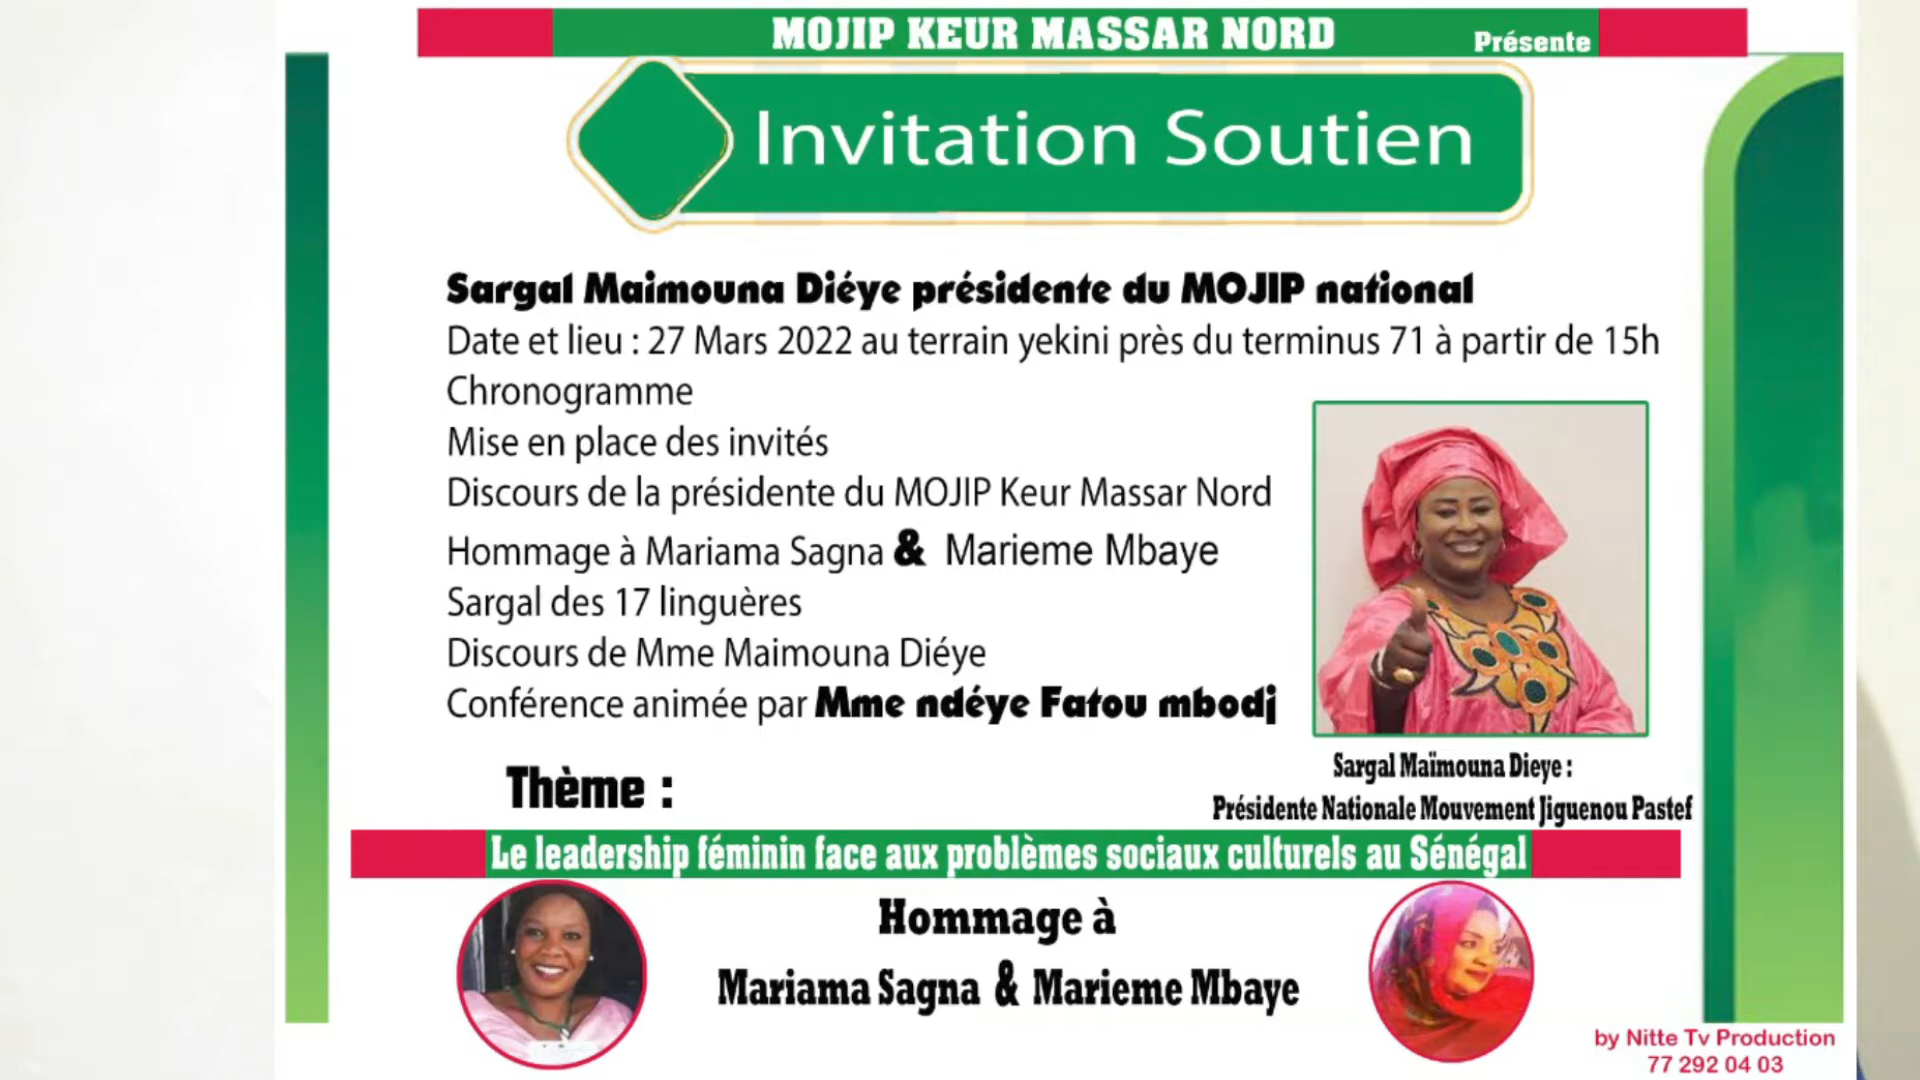 MOJIP KEUR MASSAR NORD
Présente
Invitation Soutien
Sargal Maimouna Diéye présidente du MOJIP national
Date et lieu : 27 Mars 2022 au terrain yekini près du terminus 71 à partir de 15h
Chronogramme
Mise en place des invités
Discours de la présidente du MOJIP Keur Massar Nord
Hommage à Mariama Sagna & Marieme Mbaye
Sargal des 17 linguères
Discours de Mme Maimouna Diéye
Conférence animée par Mme ndéye Fatou mbodj
Sargal Maïmouna Dieye :
Présidente Nationale Mouvement Jiguenou Pastef
Thème :
Le leadership féminin face aux problèmes sociaux culturels au Sénégal
Hommage à
Mariama Sagna & Marieme Mbaye
by Nitte Tv Production
77 292 04 03